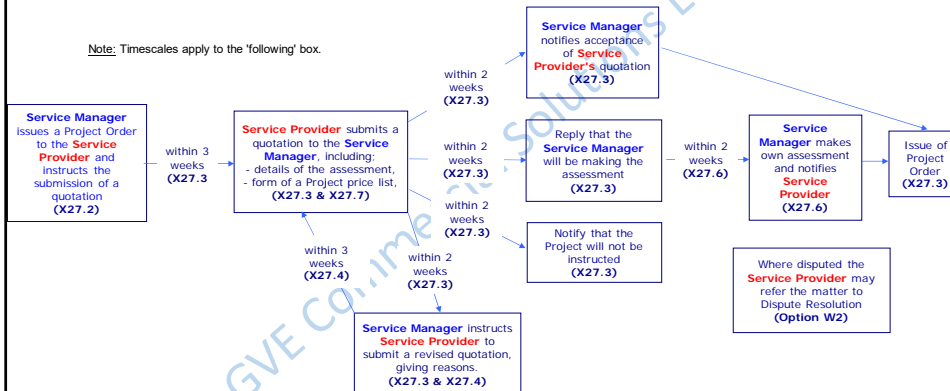 Note: Timescales apply to the 'following' box.
Service Manager
issues a Project Order
to the Service
Provider and
instructs the
submission of a
quotation
(X27.2)
within 3
weeks
(X27.3
Service Provider submits a
quotation to the Service
Manager, including;
- details of the assessment,
- form of a Project price list,
(X27.3 & X27.7)
within 2
weeks
(X27.3)
Service Manager
notifies acceptance
of Service
Provider's quotation
(X27.3)
within 2
weeks
(X27.3)
Reply that the
Service Manager
will be making the
assessment
(X27.3)
within 2
weeks
(X27.6)
Service
Manager makes
own assessment
and notifies
Service
Provider
(X27.6)
Issue of
Project
Order
(X27.3)
within 2
weeks
(X27.3)
Notify that the
Project will not be
instructed
(X27.3)
within 3
weeks
(X27.4)
within 2
weeks
(X27.3)
Service Manager instructs
Service Provider to
submit a revised quotation,
giving reasons.
(X27.3 & X27.4)
Where disputed the
Service Provider may
refer the matter to
Dispute Resolution
(Option W2)
GVE Solutions